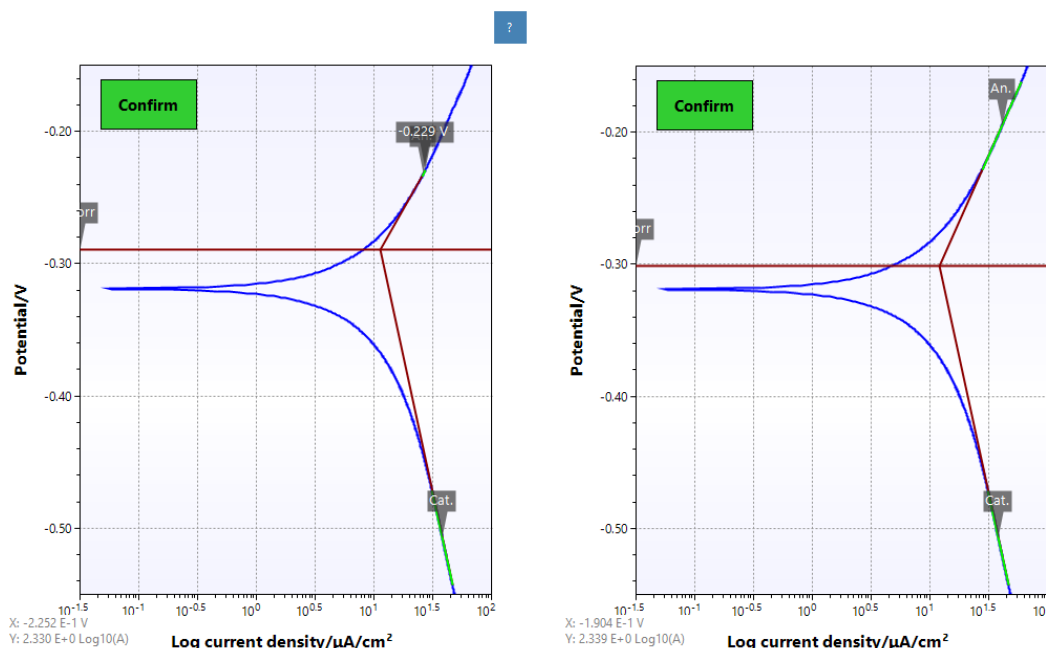 ?
Confirm
-0.229 V
-0.20
orr
-0.30
Potential/V
-0.40
Cat.
-0.50
10^-1.5 10^-1 10^-0.5 10^0 10^0.5 10^1 10^1.5 10^2
X: -2.252 E-1 V
Y: 2.330 E+0 Log10(A)
Log current density/µA/cm²
Confirm
An.
-0.20
orr
-0.30
Potential/V
-0.40
Cat.
-0.50
10^-1.5 10^-1 10^-0.5 10^0 10^0.5 10^1 10^1.5
X: -1.904 E-1 V
Y: 2.339 E+0 Log10(A)
Log current density/µA/cm²